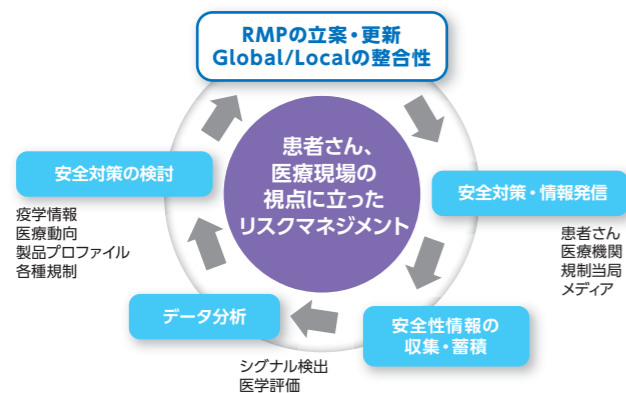 RMPの立案・更新
Global/Localの整合性
患者さん、
医療現場の
視点に立った
リスクマネジメント
安全対策・情報発信
患者さん
医療機関
規制当局
メディア
安全性情報の
収集・蓄積
データ分析
シグナル検出
医学評価
安全対策の検討
疫学情報
医療動向
製品プロファイル
各種規制